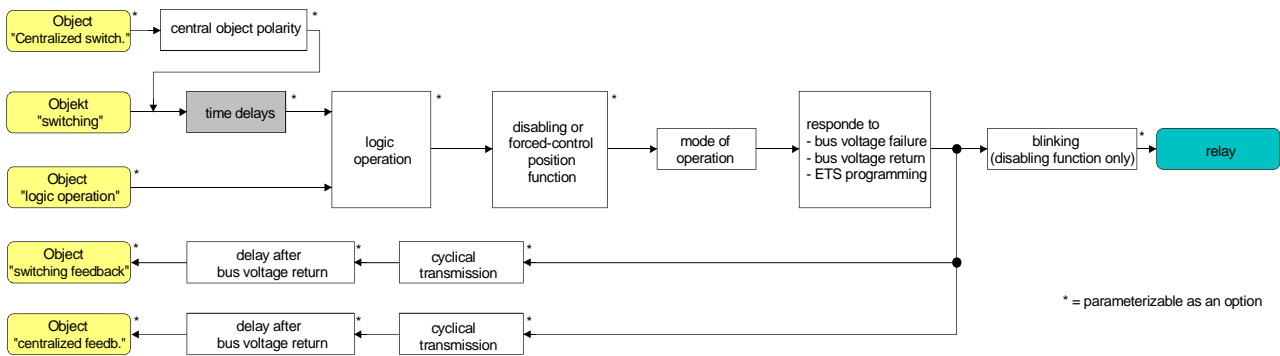 Object
"Centralized switch."
*
central object polarity
*
Objekt
"switching"
time delays
*
Object
"logic operation"
*
logic
operation
*
disabling or
forced-control
position
function
*
mode of
operation
responde to
- bus voltage failure
- bus voltage return
- ETS programming
blinking
(disabling function only)
*
relay
Object
"switching feedback"
*
delay after
bus voltage return
*
cyclical
transmission
*
Object
"centralized feedb."
*
delay after
bus voltage return
*
cyclical
transmission
*
* = parameterizable as an option